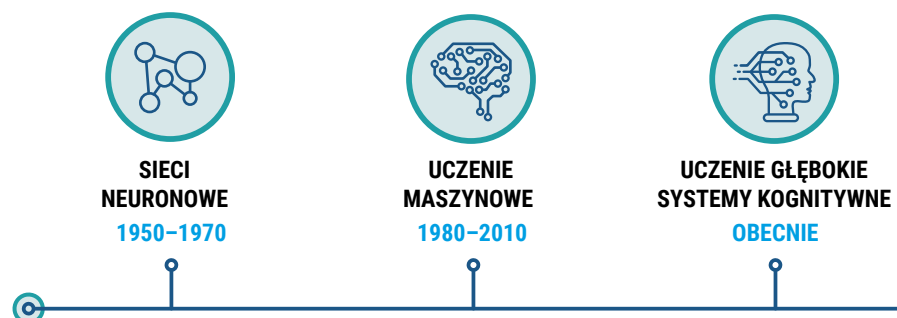 SIECI
NEURONOWE
1950–1970
UCZENIE
MASZYNOWE
1980–2010
UCZENIE GŁĘBOKIE
SYSTEMY KOGNITYWNE
OBECNIE